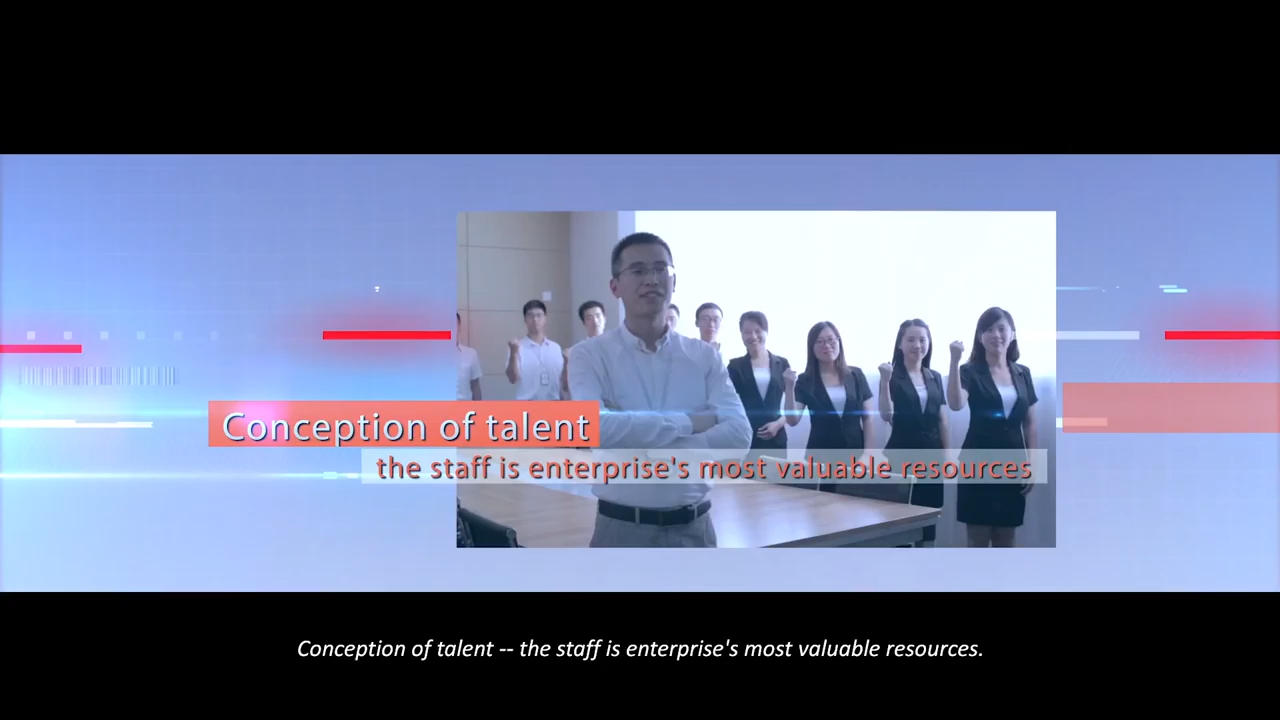 Conception of talent
the staff is enterprise's most valuable resources
Conception of talent -- the staff is enterprise's most valuable resources.